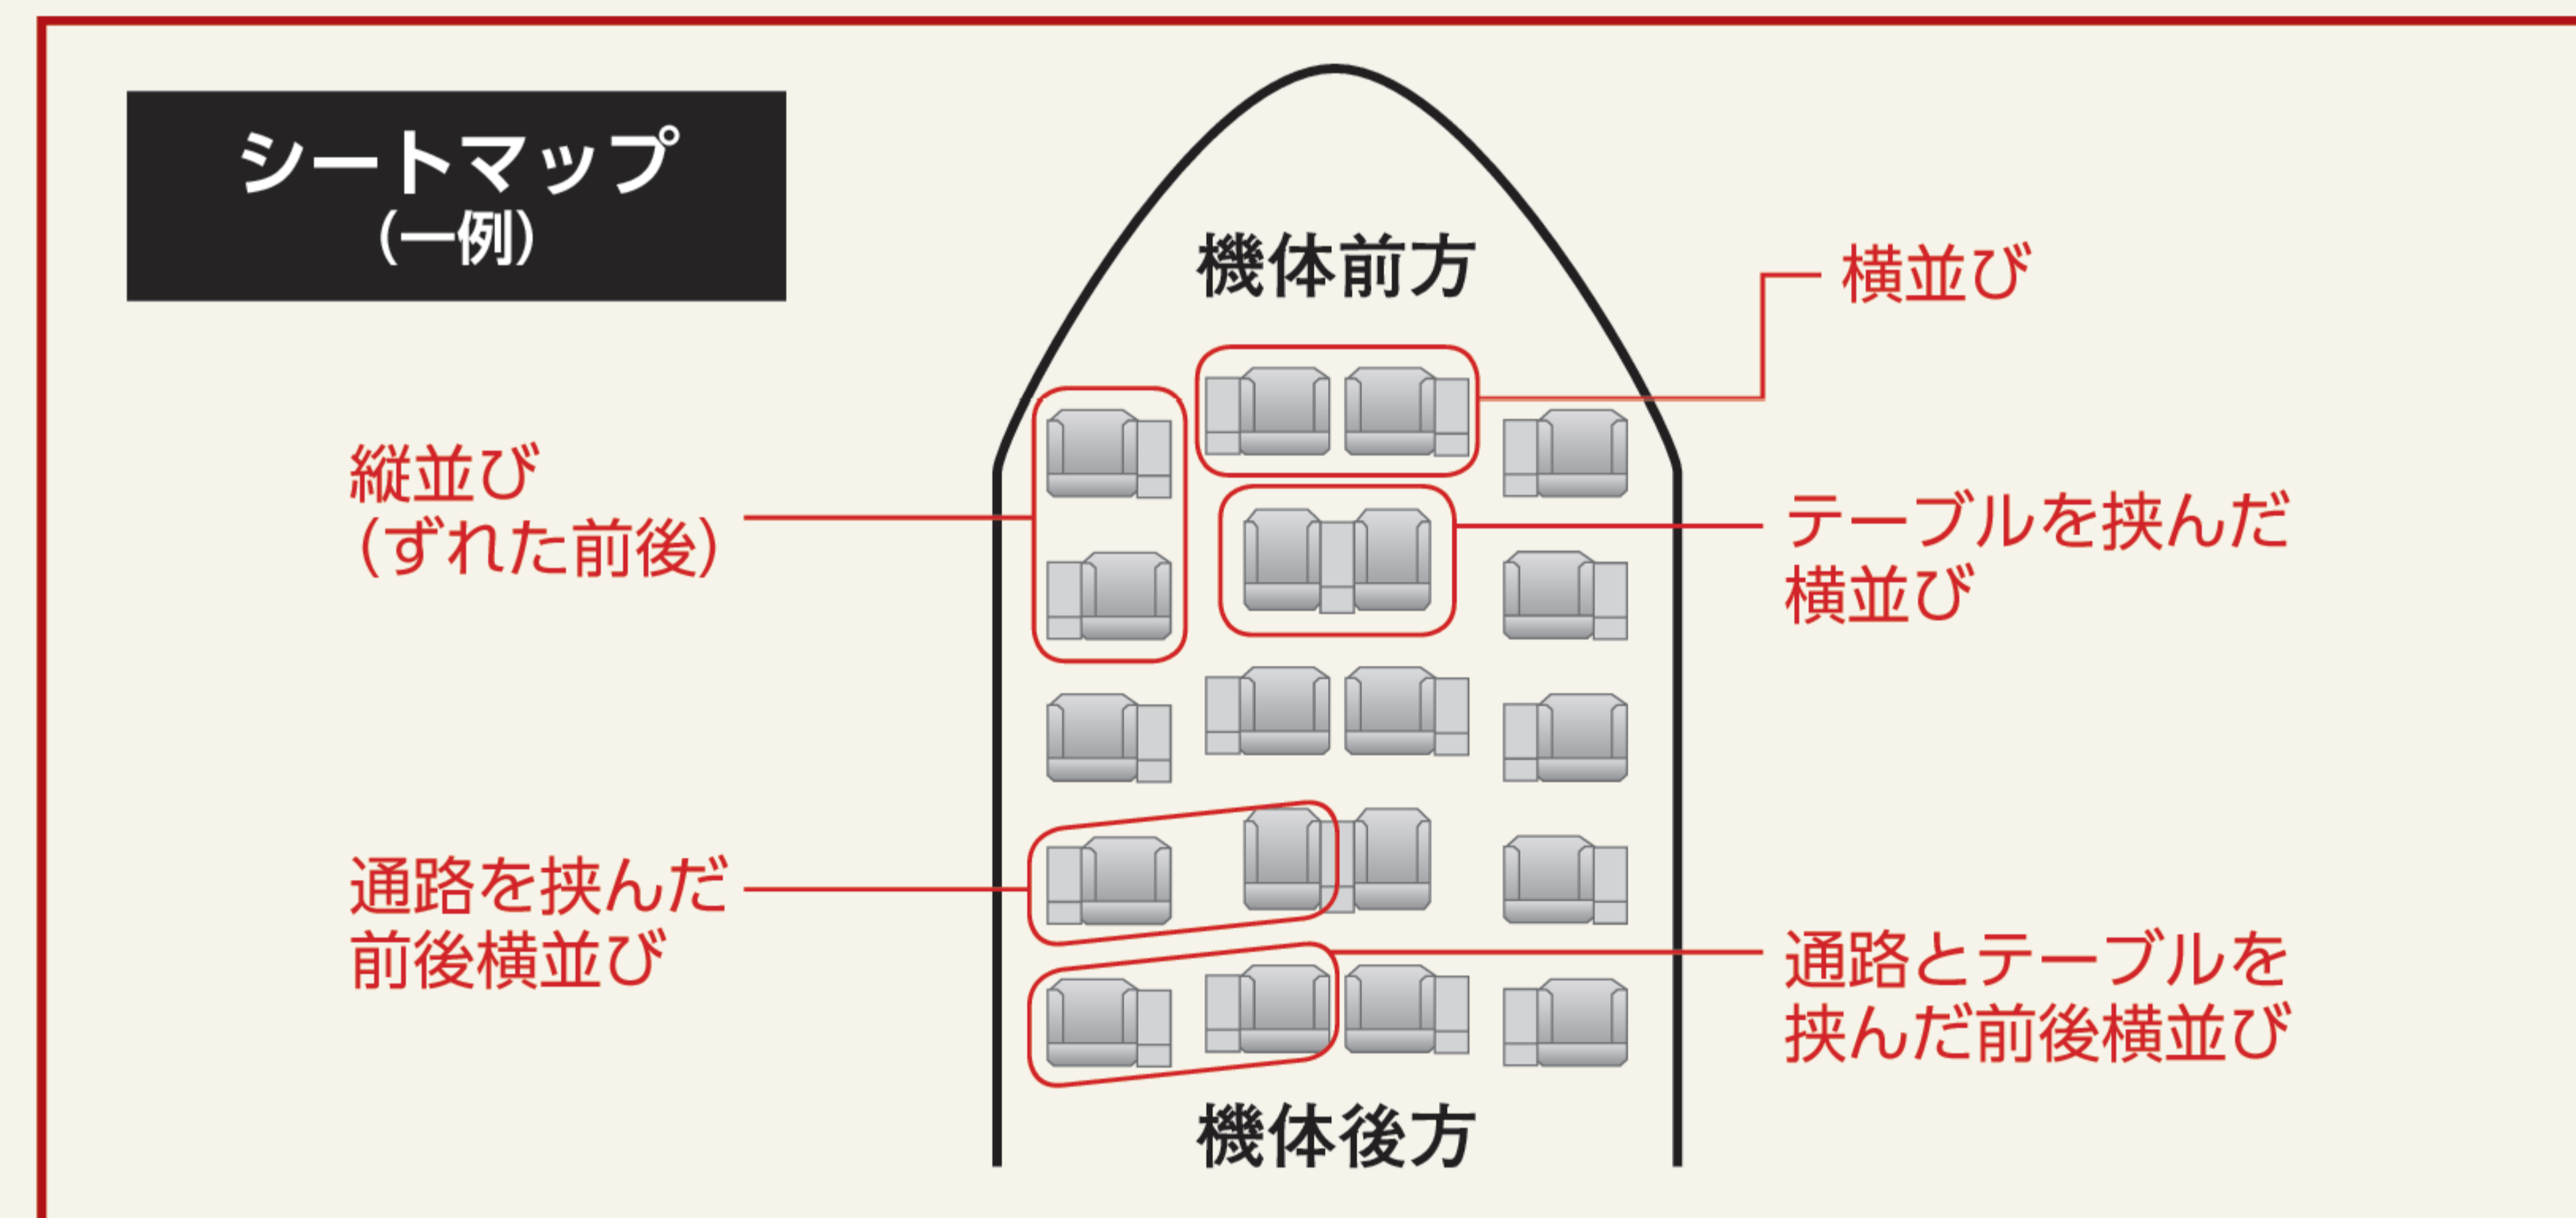 シートマップ
(一例)
機体前方
横並び
縦並び
(ずれた前後)
テーブルを挟んだ
横並び
通路を挟んだ
前後横並び
通路とテーブルを
挟んだ前後横並び
機体後方